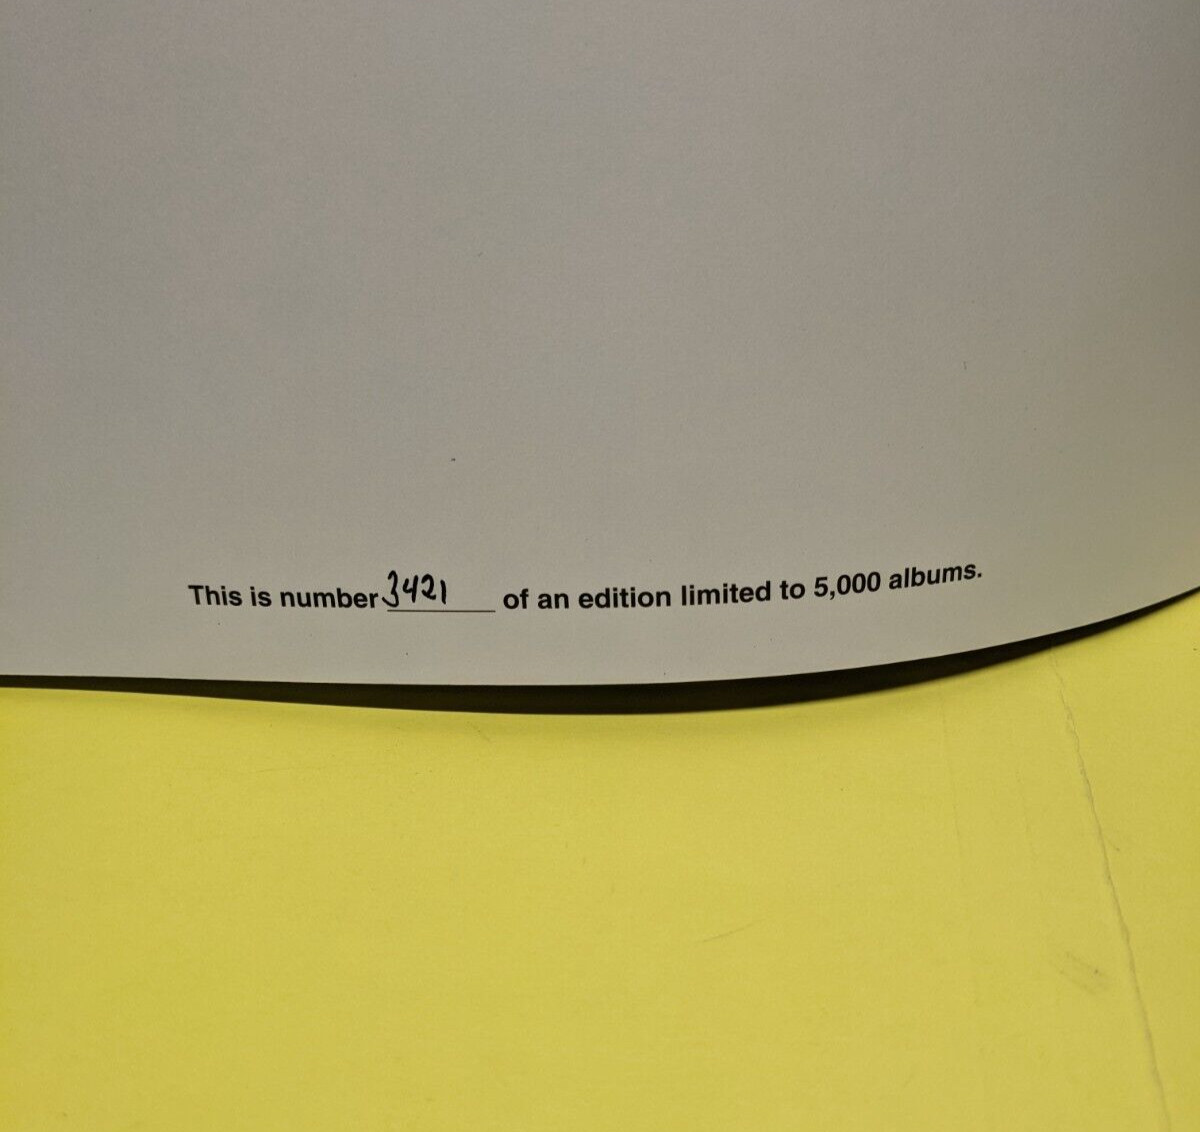 This is number 3421 of an edition limited to 5,000 albums.